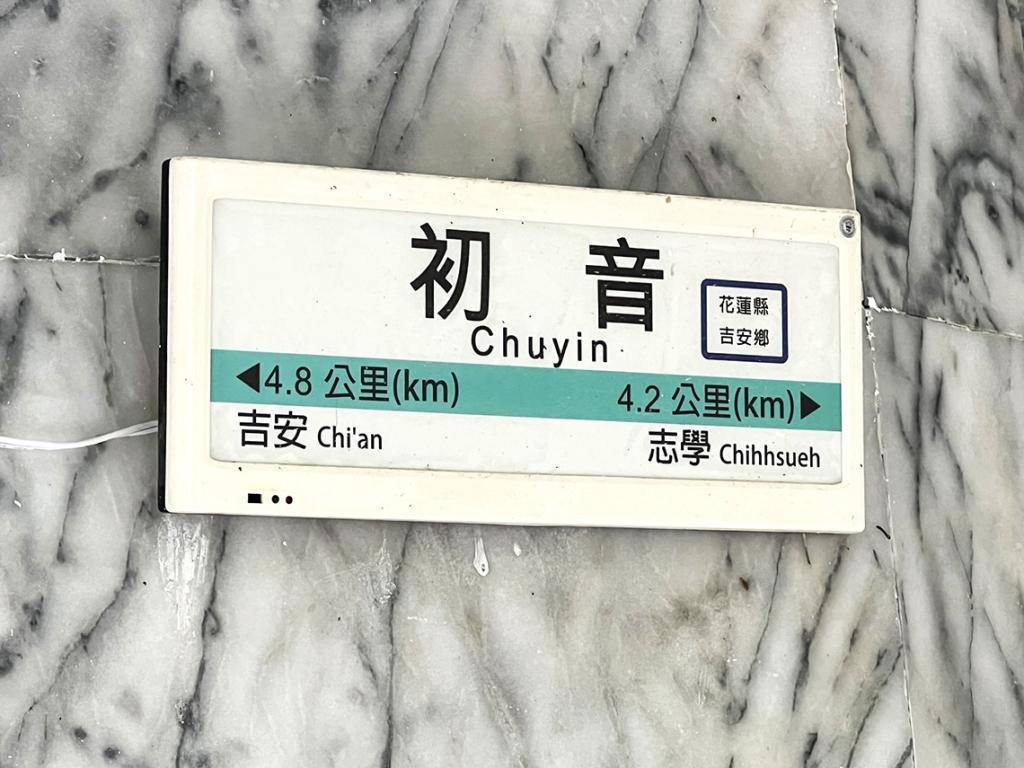 初音
Chuyin
花蓮縣
吉安鄉
◀4.8 公里(km)
4.2 公里(km)▶
吉安 Chi'an
志學 Chihhsueh